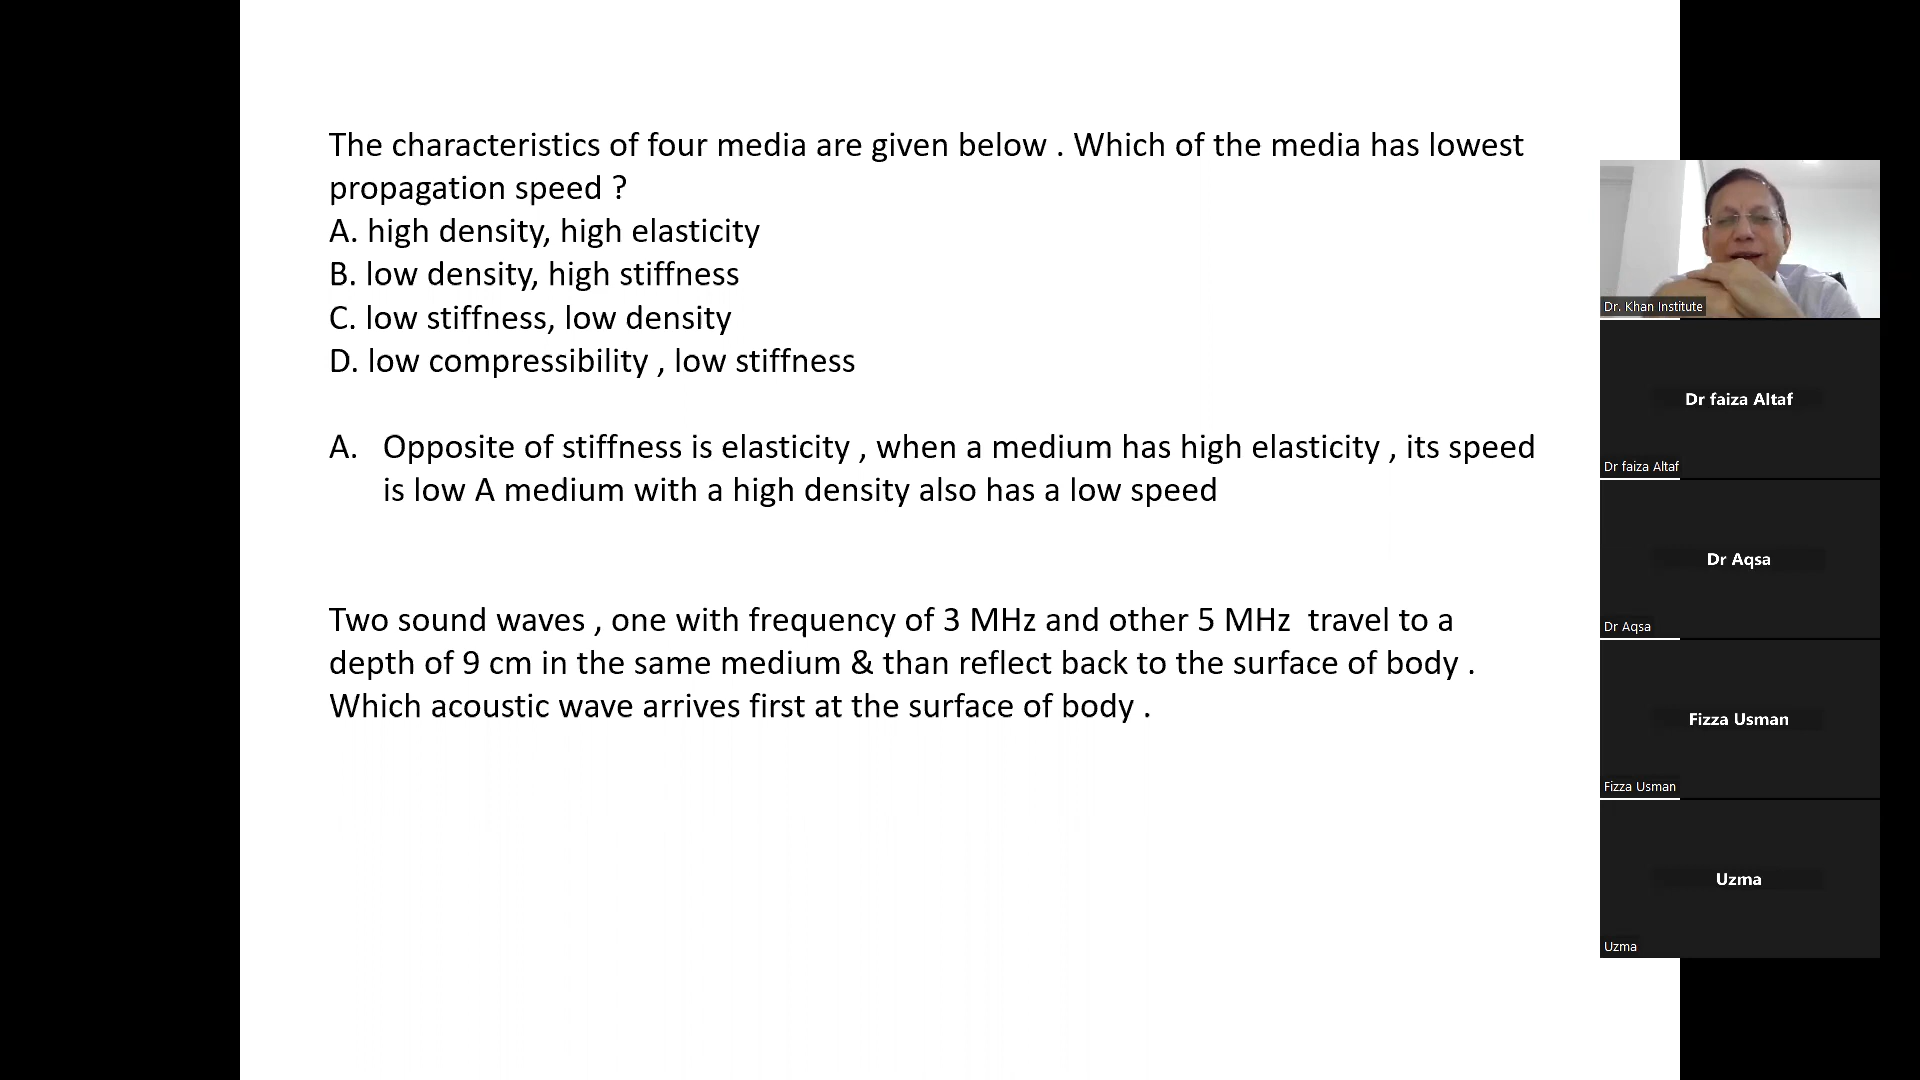 The characteristics of four media are given below . Which of the media has lowest
propagation speed ?
A. high density, high elasticity
B. low density, high stiffness
C. low stiffness, low density
D. low compressibility , low stiffness
A. Opposite of stiffness is elasticity , when a medium has high elasticity , its speed
is low A medium with a high density also has a low speed
Two sound waves , one with frequency of 3 MHz and other 5 MHz  travel to a
depth of 9 cm in the same medium & than reflect back to the surface of body .
Which acoustic wave arrives first at the surface of body .
Dr. Khan Institute
Dr faiza Altaf
Dr faiza Altaf
Dr Aqsa
Dr Aqsa
Fizza Usman
Fizza Usman
Uzma
Uzma